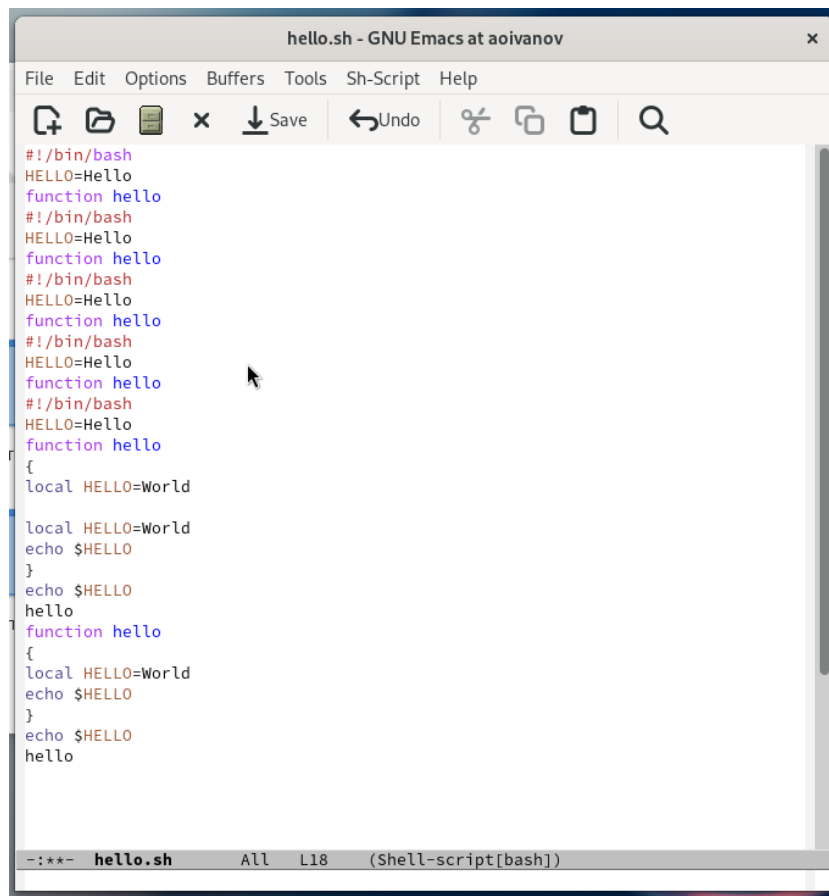 hello.sh - GNU Emacs at aoivanov
File Edit Options Buffers Tools Sh-Script Help
Save Undo
#!/bin/bash
HELLO=Hello
function hello
#!/bin/bash
HELLO=Hello
function hello
#!/bin/bash
HELLO=Hello
function hello
#!/bin/bash
HELLO=Hello
function hello
#!/bin/bash
HELLO=Hello
function hello
{
local HELLO=World
local HELLO=World
echo $HELLO
}
echo $HELLO
hello
function hello
{
local HELLO=World
echo $HELLO
}
echo $HELLO
hello
-:**- hello.sh All L18 (Shell-script[bash])